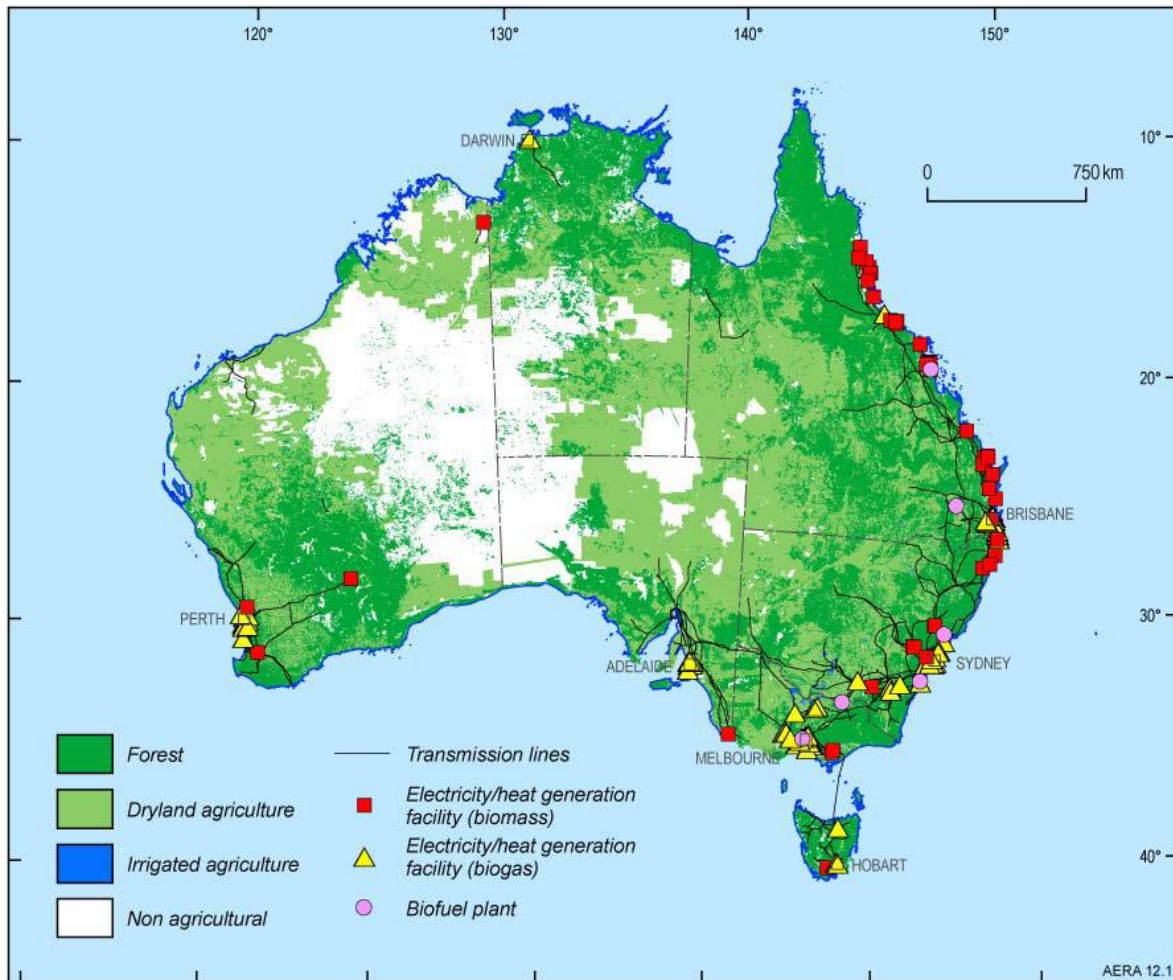 120°
130°
140°
150°
DARWIN
10°
0
750 km
20°
BRISBANE
PERTH
30°
ADELAIDE
SYDNEY
MELBOURNE
HOBART
40°
Forest
Dryland agriculture
Irrigated agriculture
Non agricultural
Transmission lines
Electricity/heat generation
facility (biomass)
Electricity/heat generation
facility (biogas)
Biofuel plant
AERA 12.1